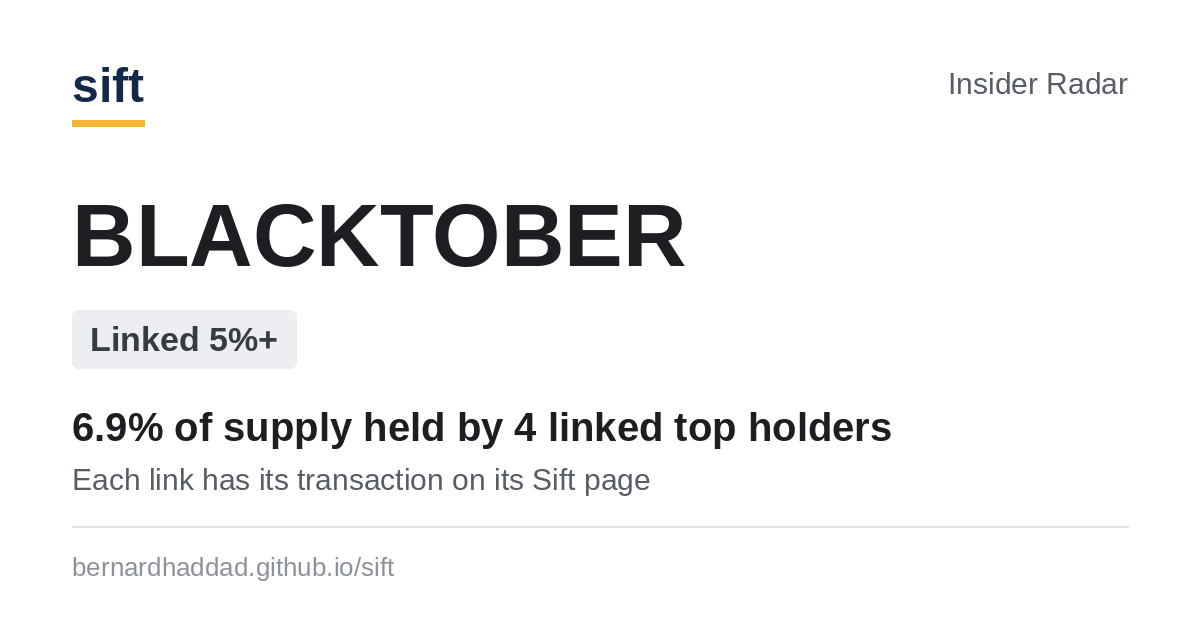 sift
Insider Radar
BLACKTOBER
Linked 5%+
6.9% of supply held by 4 linked top holders
Each link has its transaction on its Sift page
bernardhaddad.github.io/sift